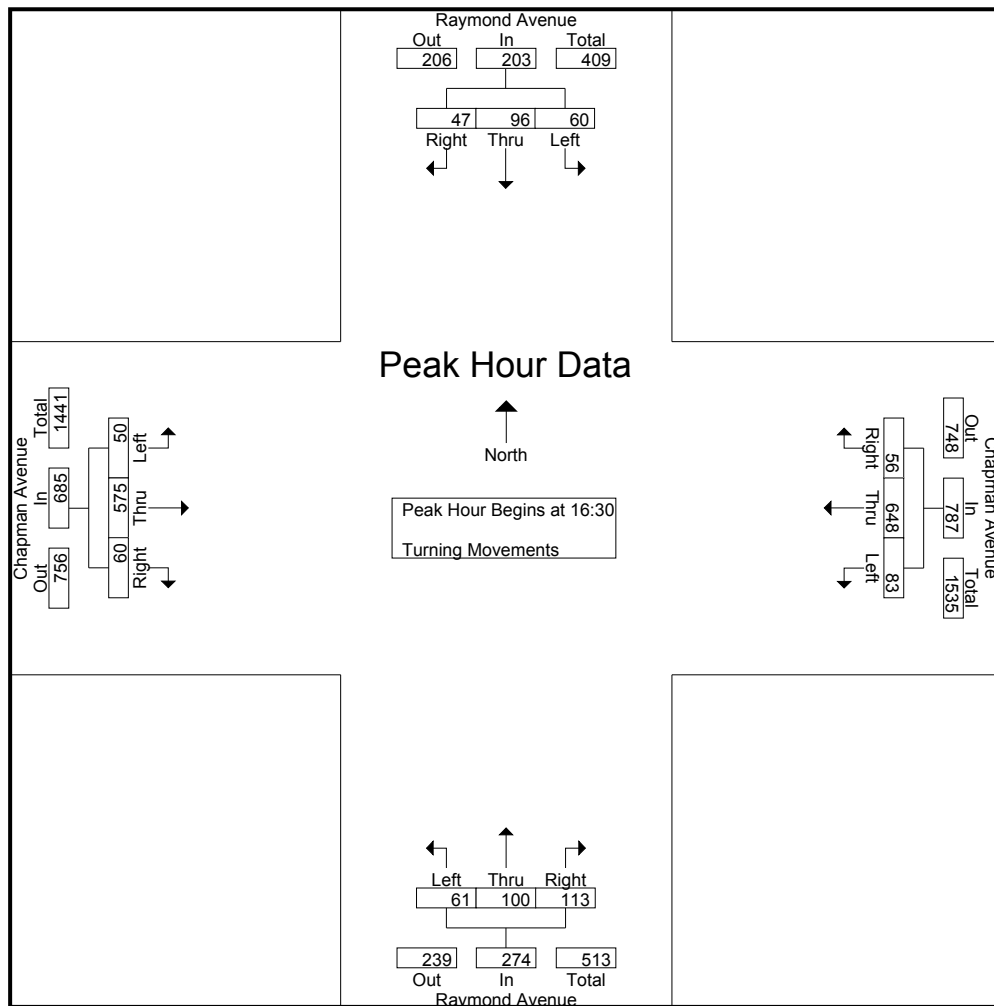 Raymond Avenue
Out In Total
206 203 409
47 96 60
Right Thru Left
Peak Hour Data
North
Peak Hour Begins at 16:30
Turning Movements
Chapman Avenue
Total In Out
1441 685 756
50 575 60
Left Thru Right
Right Thru Left
56 648 83
Out In Total
748 787 1535
Chapman Avenue
Left Thru Right
61 100 113
239 274 513
Out In Total
Raymond Avenue